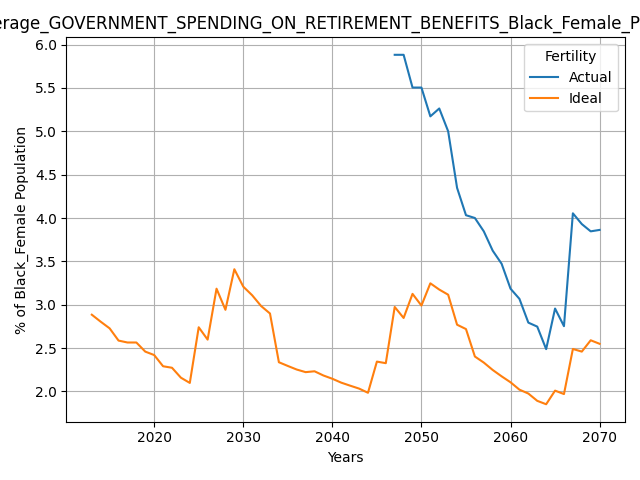 erage_GOVERNMENT_SPENDING_ON_RETIREMENT_BENEFITS_Black_Female_P
6.0
5.5
5.0
4.5
4.0
3.5
3.0
2.5
2.0
% of Black_Female Population
Fertility
Actual
Ideal
2020 2030 2040 2050 2060 2070
Years